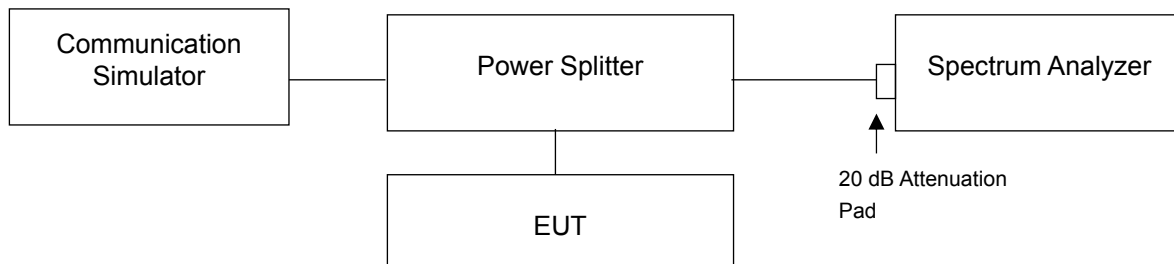 Communication
Simulator
Power Splitter
Spectrum Analyzer
20 dB Attenuation
Pad
EUT